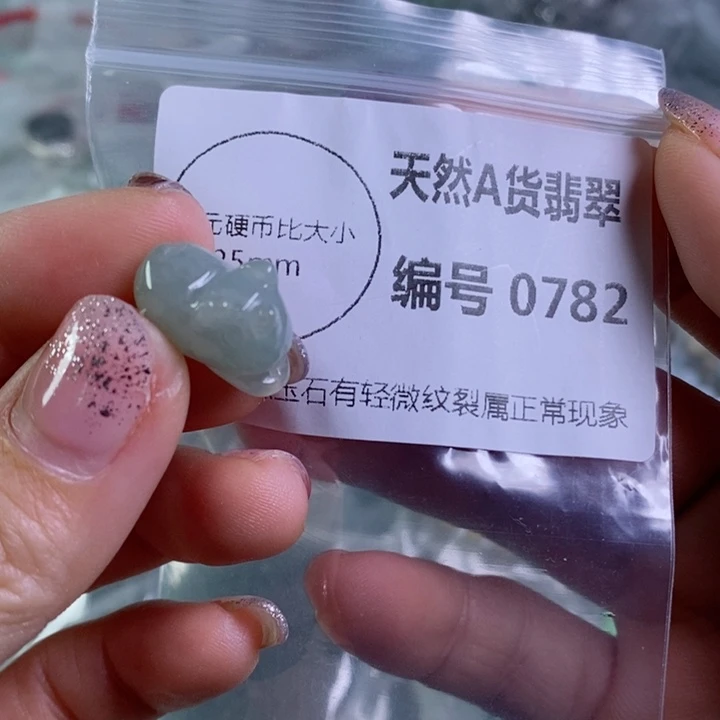 天然A货翡翠
元硬币比大小
25mm
编号 0782
玉石有轻微纹裂属正常现象